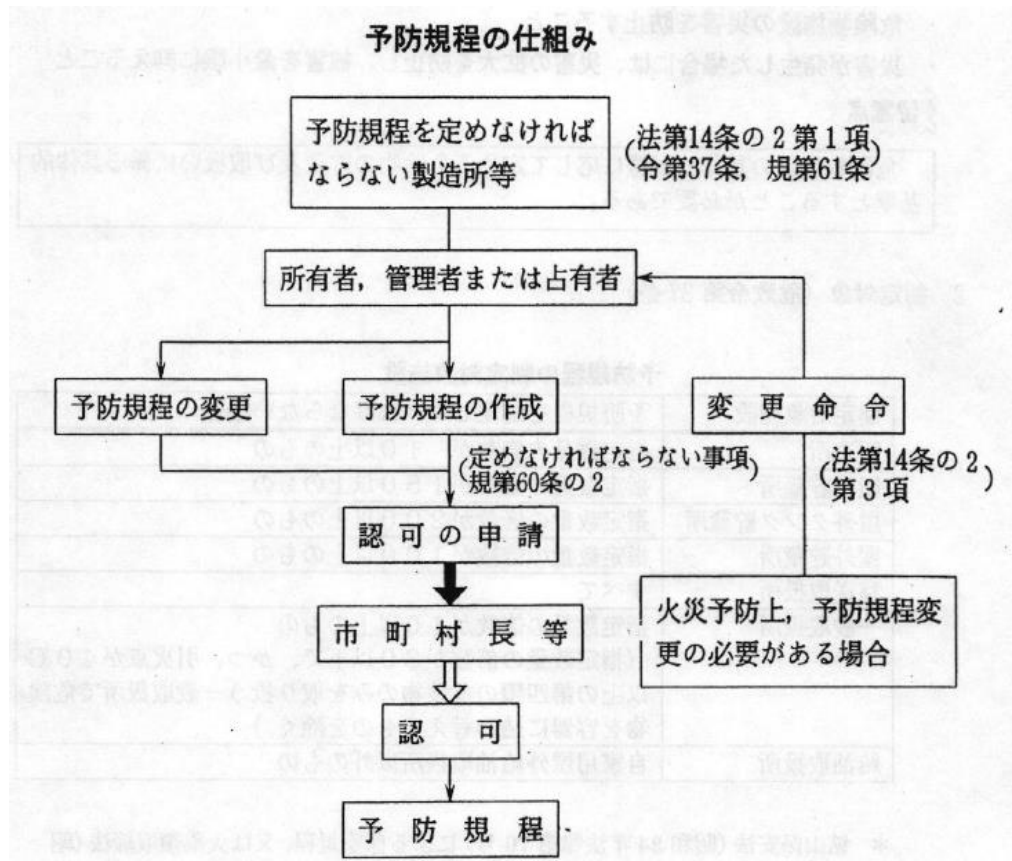 予防規程の仕組み
予防規程を定めなければ
ならない製造所等
(法第14条の2第1項
令第37条，規第61条)
所有者，管理者または占有者
予防規程の変更
予防規程の作成
変更命令
(定めなければならない事項
規第60条の2)
(法第14条の2
第3項)
認可の申請
市町村長等
火災予防上，予防規程変
更の必要がある場合
認可
予防規程